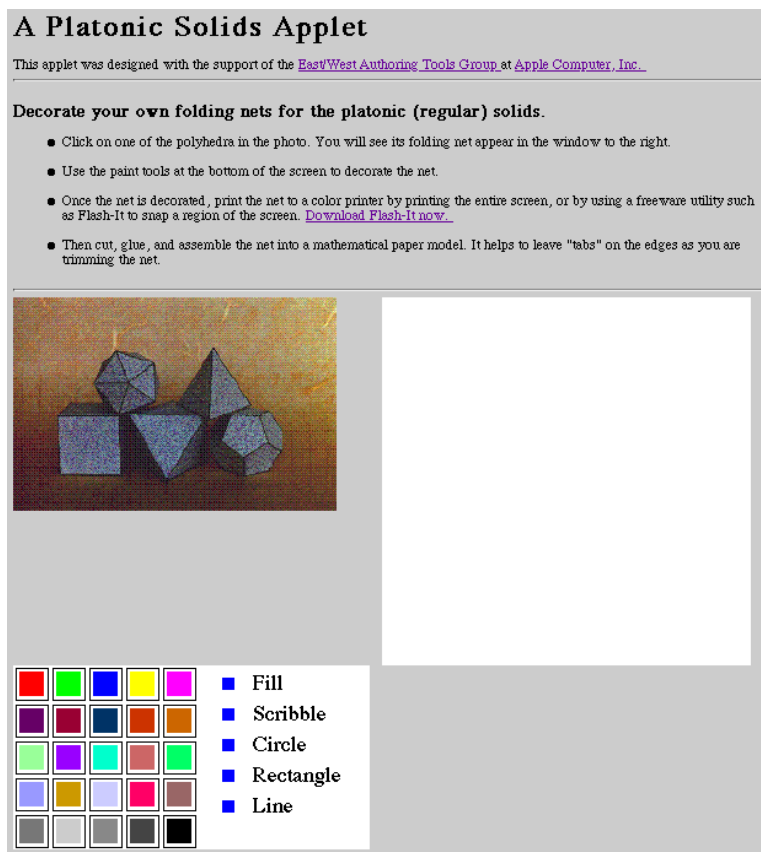 A Platonic Solids Applet
This applet was designed with the support of the East/West Authoring Tools Group at Apple Computer, Inc.
Decorate your own folding nets for the platonic (regular) solids.
Click on one of the polyhedra in the photo. You will see its folding net appear in the window to the right.
Use the paint tools at the bottom of the screen to decorate the net.
Once the net is decorated, print the net to a color printer by printing the entire screen, or by using a freeware utility such
as Flash-It to snap a region of the screen. Download Flash-It now.
Then cut, glue, and assemble the net into a mathematical paper model. It helps to leave "tabs" on the edges as you are
trimming the net.
Fill
Scribble
Circle
Rectangle
Line